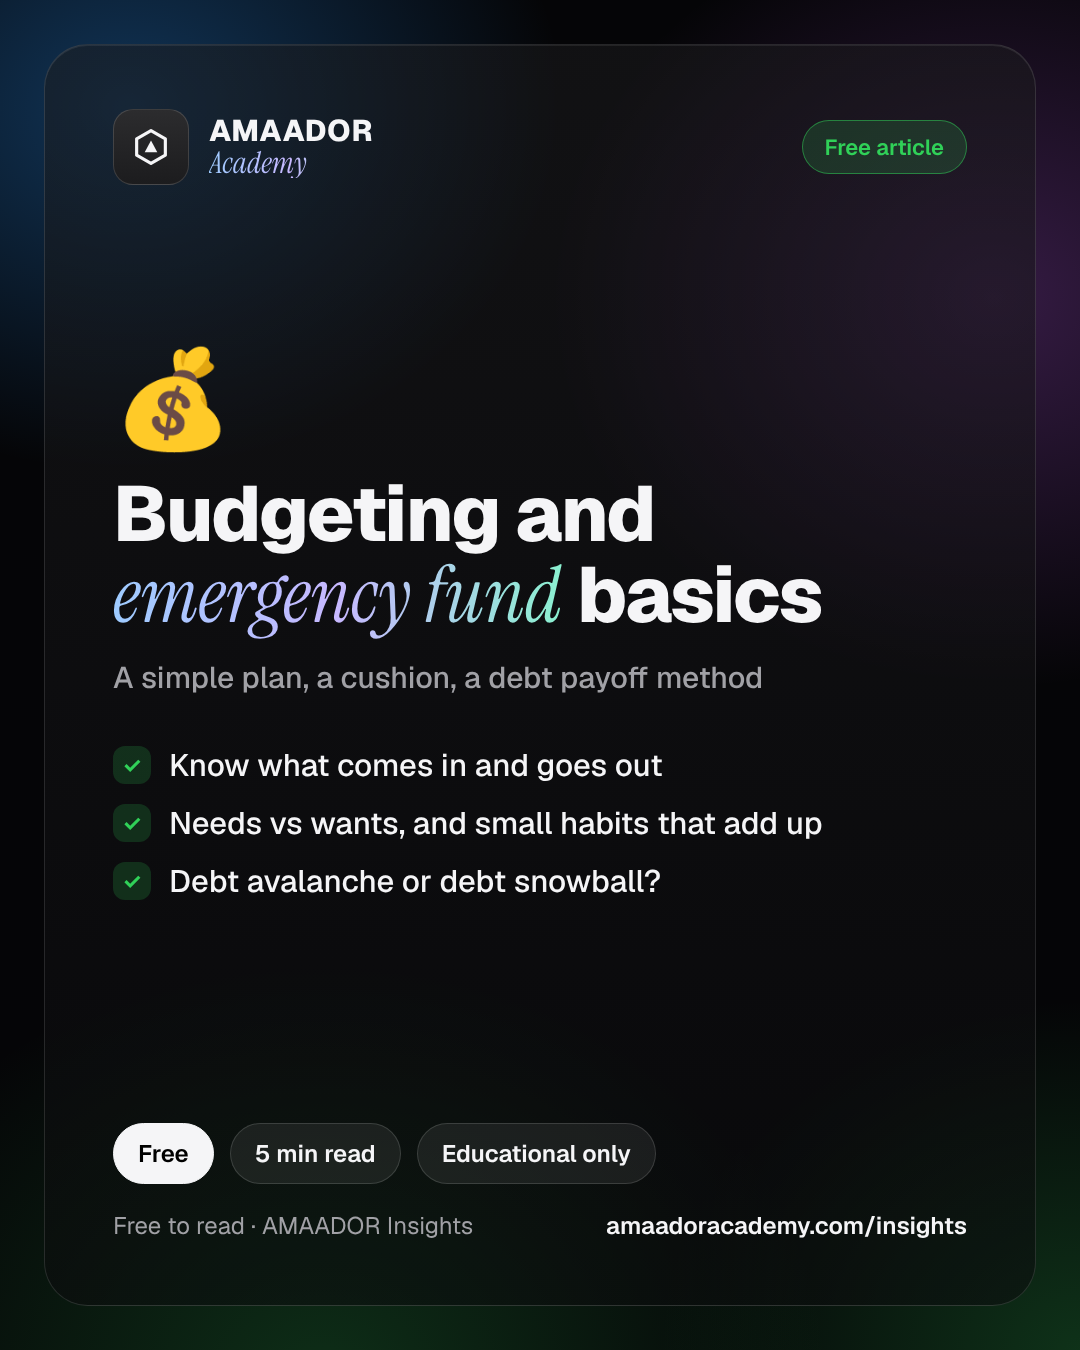 AMAADOR
Academy
Free article
Budgeting and
emergency fund basics
A simple plan, a cushion, a debt payoff method
Know what comes in and goes out
Needs vs wants, and small habits that add up
Debt avalanche or debt snowball?
Free
5 min read
Educational only
Free to read · AMAADOR Insights
amaadoracademy.com/insights